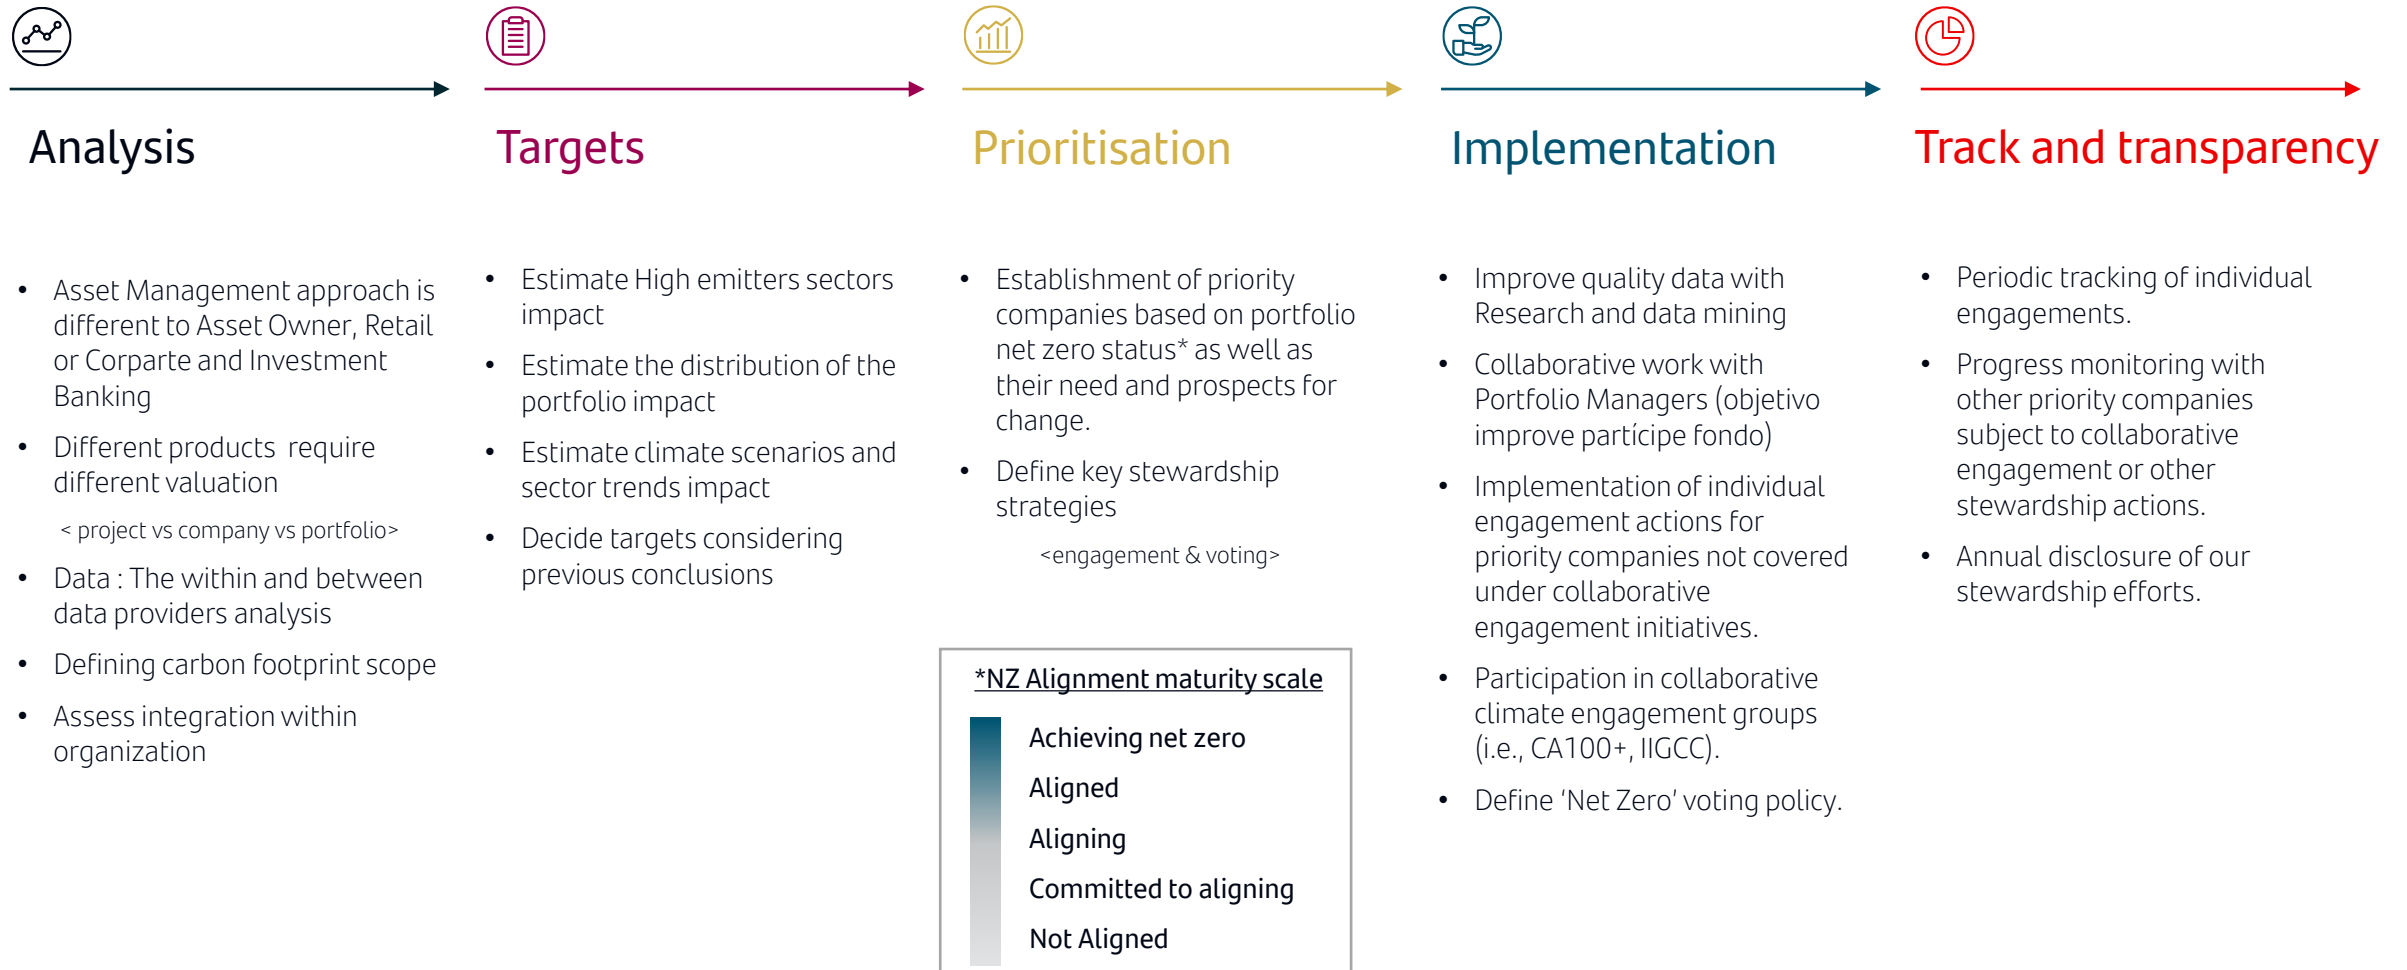 Analysis
• Asset Management approach is
different to Asset Owner, Retail
or Corparte and Investment
Banking
• Different products require
different valuation
< project vs company vs portfolio>
• Data : The within and between
data providers analysis
• Defining carbon footprint scope
• Assess integration within
organization
Targets
• Estimate High emitters sectors
impact
• Estimate the distribution of the
portfolio impact
• Estimate climate scenarios and
sector trends impact
• Decide targets considering
previous conclusions
Prioritisation
• Establishment of priority
companies based on portfolio
net zero status* as well as
their need and prospects for
change.
• Define key stewardship
strategies
<engagement & voting>
*NZ Alignment maturity scale
Achieving net zero
Aligned
Aligning
Committed to aligning
Not Aligned
Implementation
• Improve quality data with
Research and data mining
• Collaborative work with
Portfolio Managers (objetivo
improve partícipe fondo)
• Implementation of individual
engagement actions for
priority companies not covered
under collaborative
engagement initiatives.
• Participation in collaborative
climate engagement groups
(i.e., CA100+, IIGCC).
• Define ‘Net Zero’ voting policy.
Track and transparency
• Periodic tracking of individual
engagements.
• Progress monitoring with
other priority companies
subject to collaborative
engagement or other
stewardship actions.
• Annual disclosure of our
stewardship efforts.